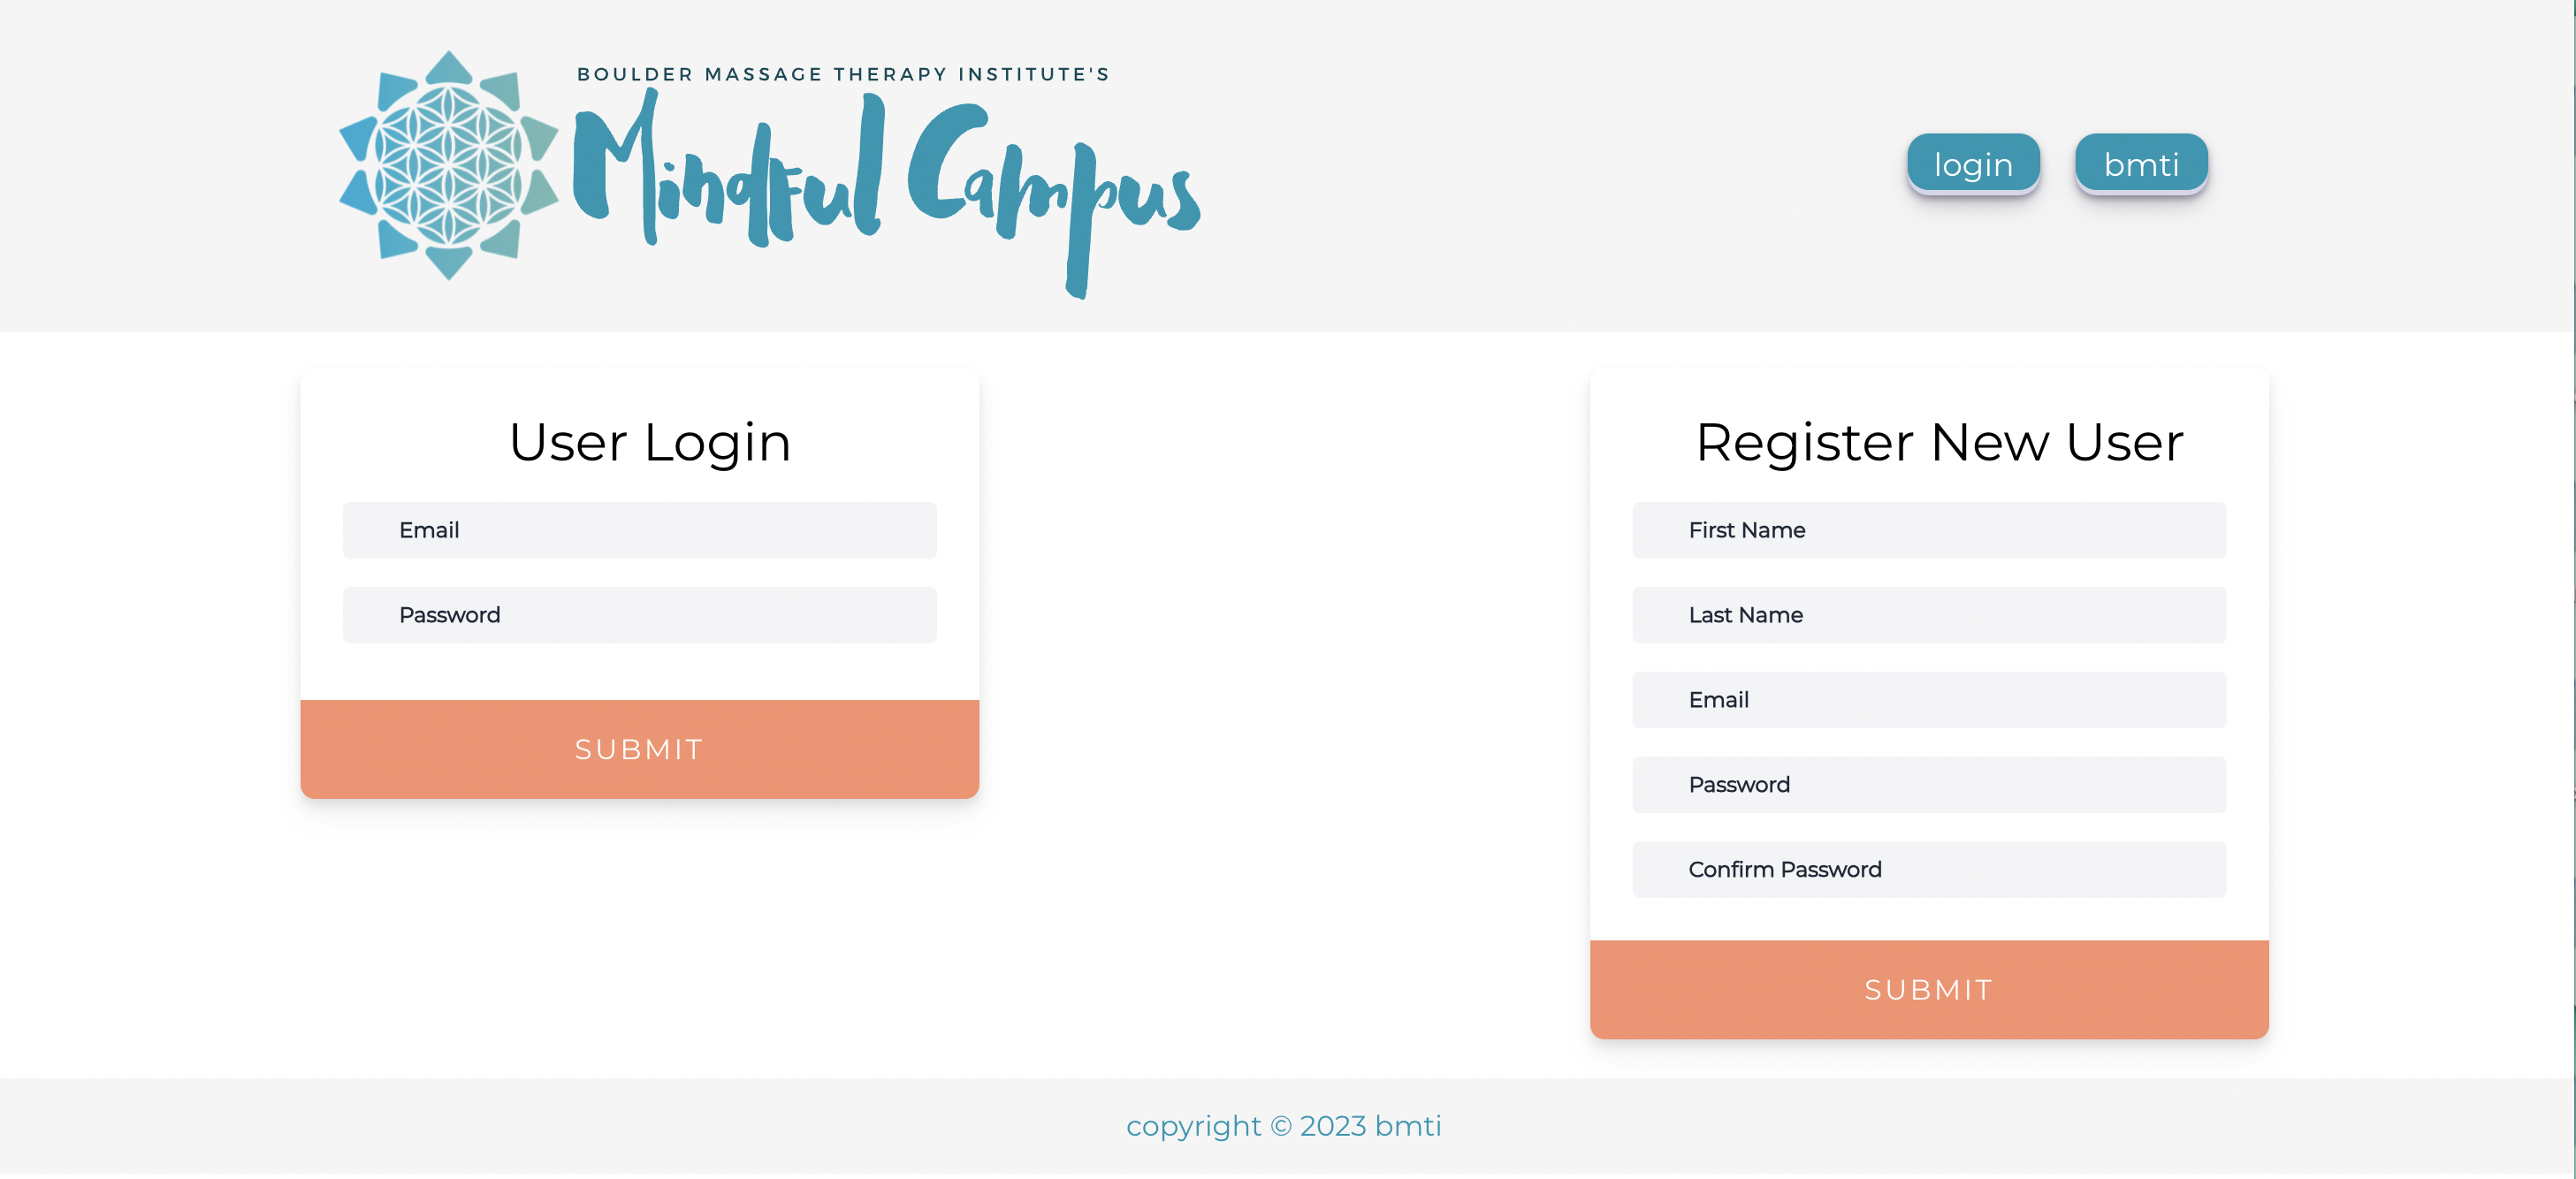 BOULDER MASSAGE THERAPY INSTITUTE'S
Mindful Campus
login
bmti
User Login
Email
Password
SUBMIT
Register New User
First Name
Last Name
Email
Password
Confirm Password
SUBMIT
copyright © 2023 bmti